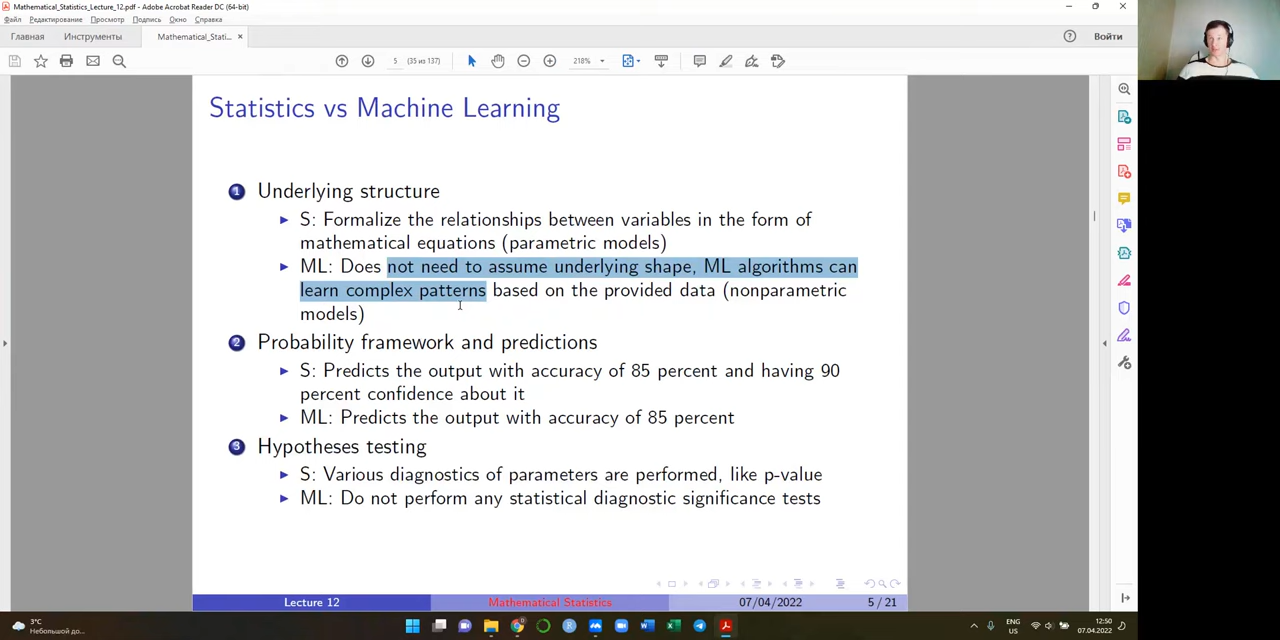 Mathematical_Statistics_Lecture_12.pdf - Adobe Acrobat Reader DC (64-bit)
Файл Редактирование Просмотр Подпись Окно Справка
Главная Инструменты Mathematical_Stati... ×
Войти
5 (35 из 137) 218%
Statistics vs Machine Learning
1 Underlying structure
S: Formalize the relationships between variables in the form of
mathematical equations (parametric models)
ML: Does not need to assume underlying shape, ML algorithms can
learn complex patterns based on the provided data (nonparametric
models)
2 Probability framework and predictions
S: Predicts the output with accuracy of 85 percent and having 90
percent confidence about it
ML: Predicts the output with accuracy of 85 percent
3 Hypotheses testing
S: Various diagnostics of parameters are performed, like p-value
ML: Do not perform any statistical diagnostic significance tests
Lecture 12 Mathematical Statistics 07/04/2022 5 / 21
3°C
Небольшой до...
ENG
US
12:50
07.04.2022